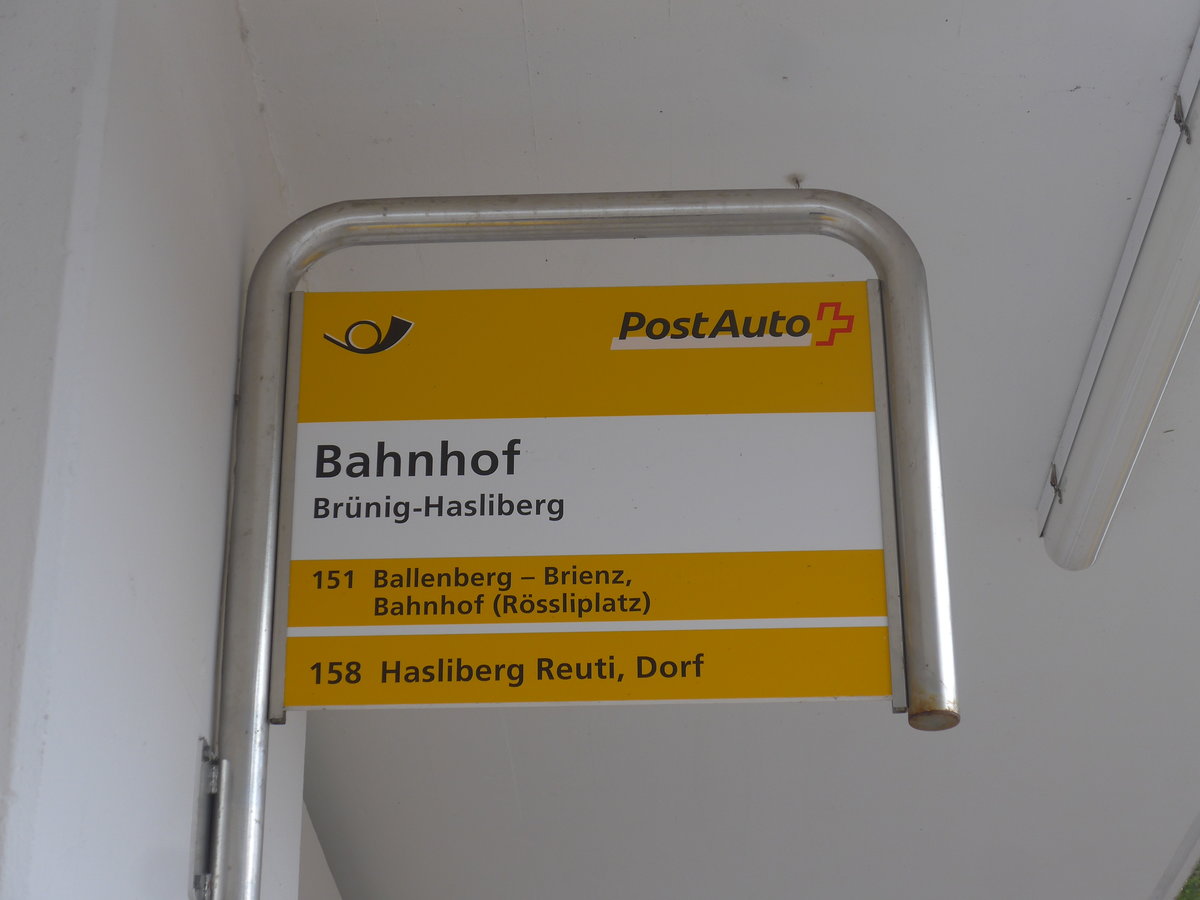 PostAuto
Bahnhof
Brünig-Hasliberg
151 Ballenberg – Brienz,
Bahnhof (Rössliplatz)
158 Hasliberg Reuti, Dorf